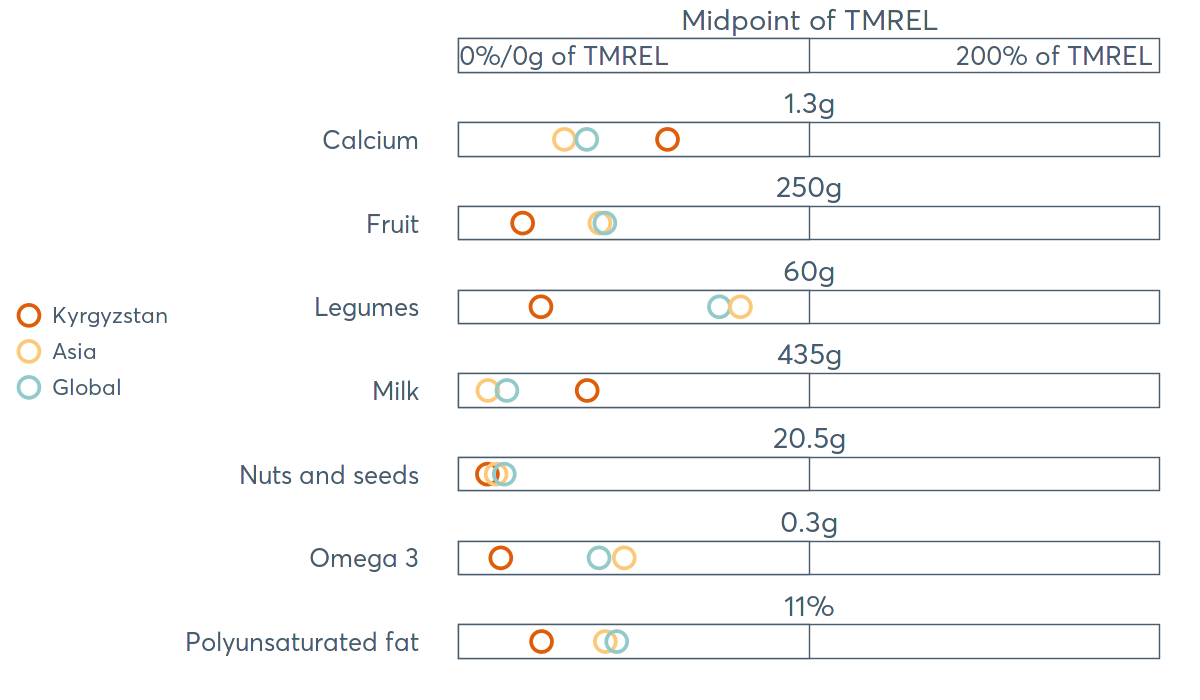 Midpoint of TMREL
0%/0g of TMREL 200% of TMREL
1.3g
Calcium
250g
Fruit
60g
Legumes
435g
Milk
20.5g
Nuts and seeds
0.3g
Omega 3
11%
Polyunsaturated fat
Kyrgyzstan
Asia
Global